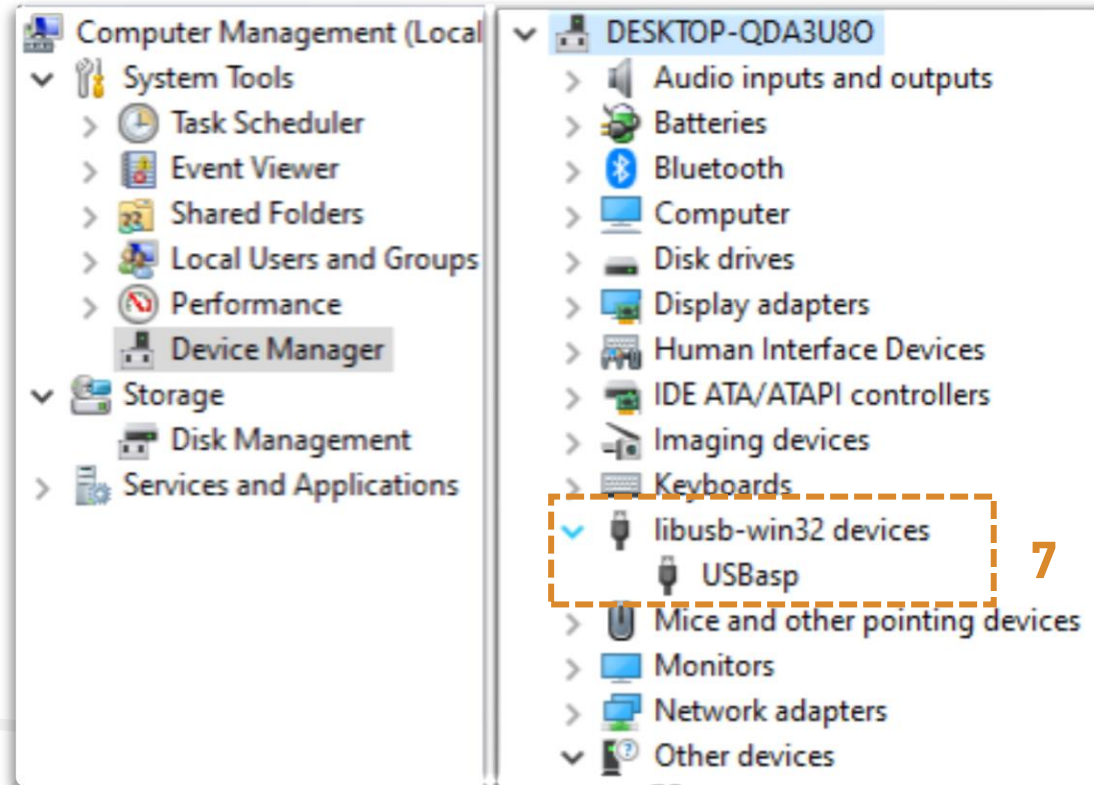 Computer Management (Local
System Tools
Task Scheduler
Event Viewer
Shared Folders
Local Users and Groups
Performance
Device Manager
Storage
Disk Management
Services and Applications
DESKTOP-QDA3U8O
Audio inputs and outputs
Batteries
Bluetooth
Computer
Disk drives
Display adapters
Human Interface Devices
IDE ATA/ATAPI controllers
Imaging devices
Keyboards
libusb-win32 devices
USBasp
7
Mice and other pointing devices
Monitors
Network adapters
Other devices